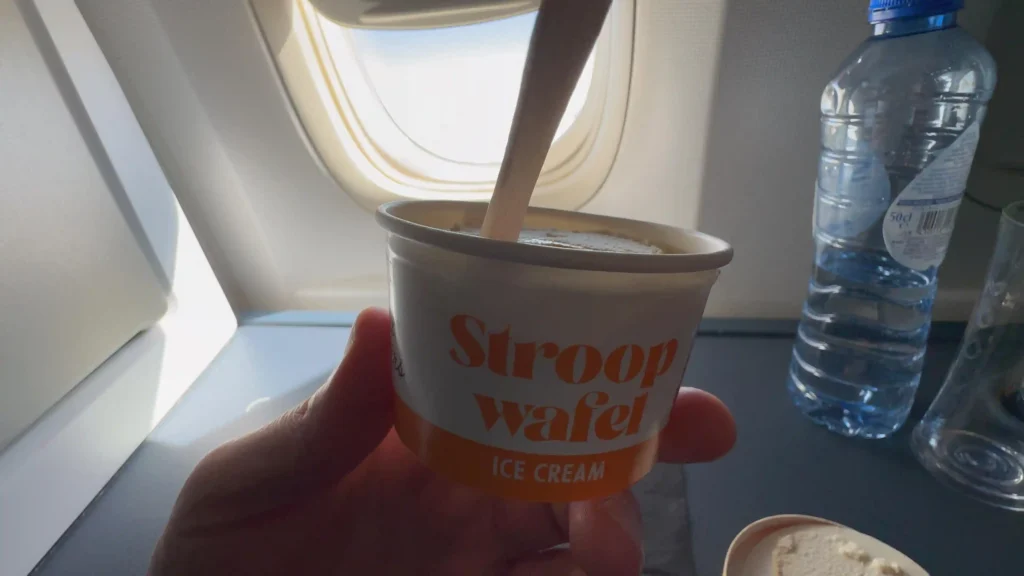 Stroop
wafel
ICE CREAM
50cl